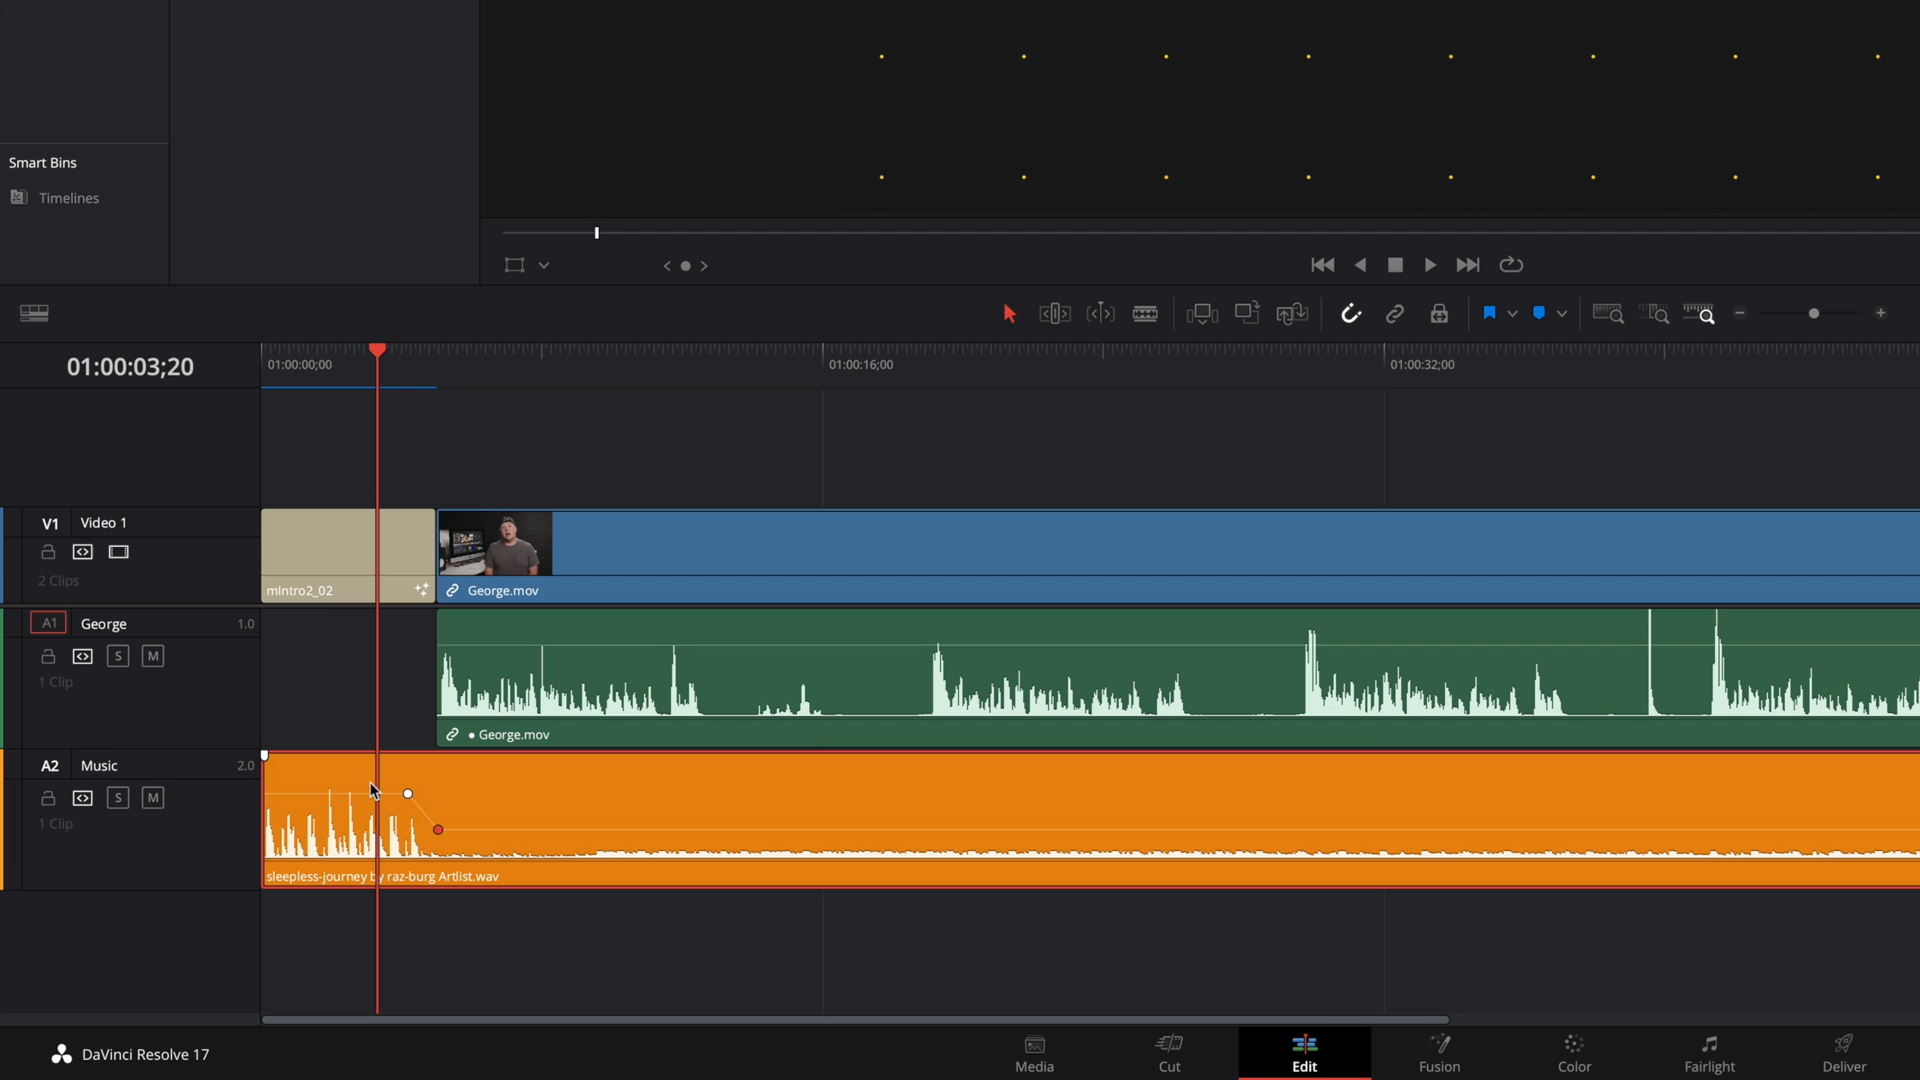 Smart Bins
Timelines
01:00:03;20
01:00:00;00
01:00:16;00
01:00:32;00
V1 Video 1
2 Clips
mIntro2_02
George.mov
A1 George 1.0
S M
1 Clip
George.mov
A2 Music 2.0
S M
1 Clip
sleepless-journey by raz-burg Artlist.wav
DaVinci Resolve 17
Media
Cut
Edit
Fusion
Color
Fairlight
Deliver